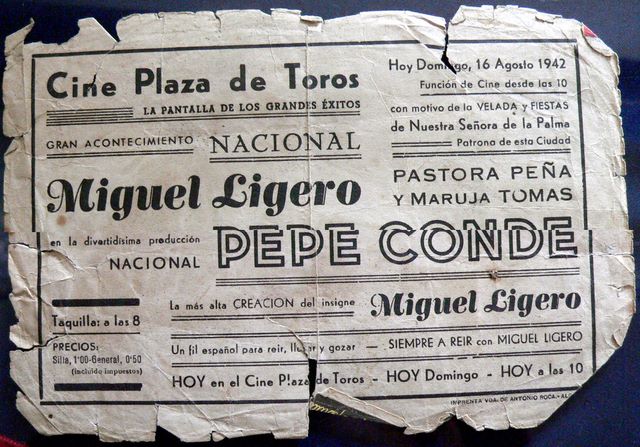 Cine Plaza de Toros
LA PANTALLA DE LOS GRANDES ÉXITOS
GRAN ACONTECIMIENTO NACIONAL
Hoy Domingo, 16 Agosto 1942
Función de Cine desde las 10
con motivo de la VELADA y FIESTAS
de Nuestra Señora de la Palma
Patrona de esta Ciudad
Miguel Ligero
PASTORA PEÑA
Y MARUJA TOMAS
en la divertidísima producción
NACIONAL
PEPE CONDE
Taquilla: a las 8
PRECIOS:
Silla, 1'00-General, 0'50
(incluido impuestos)
La más alta CREACION del insigne Miguel Ligero
Un fil español para reir, llorar y gozar — SIEMPRE A REIR con MIGUEL LIGERO
HOY en el Cine Plaza de Toros - HOY Domingo - HOY a las 10
IMPRENTA VDA. DE ANTONIO ROCA.-